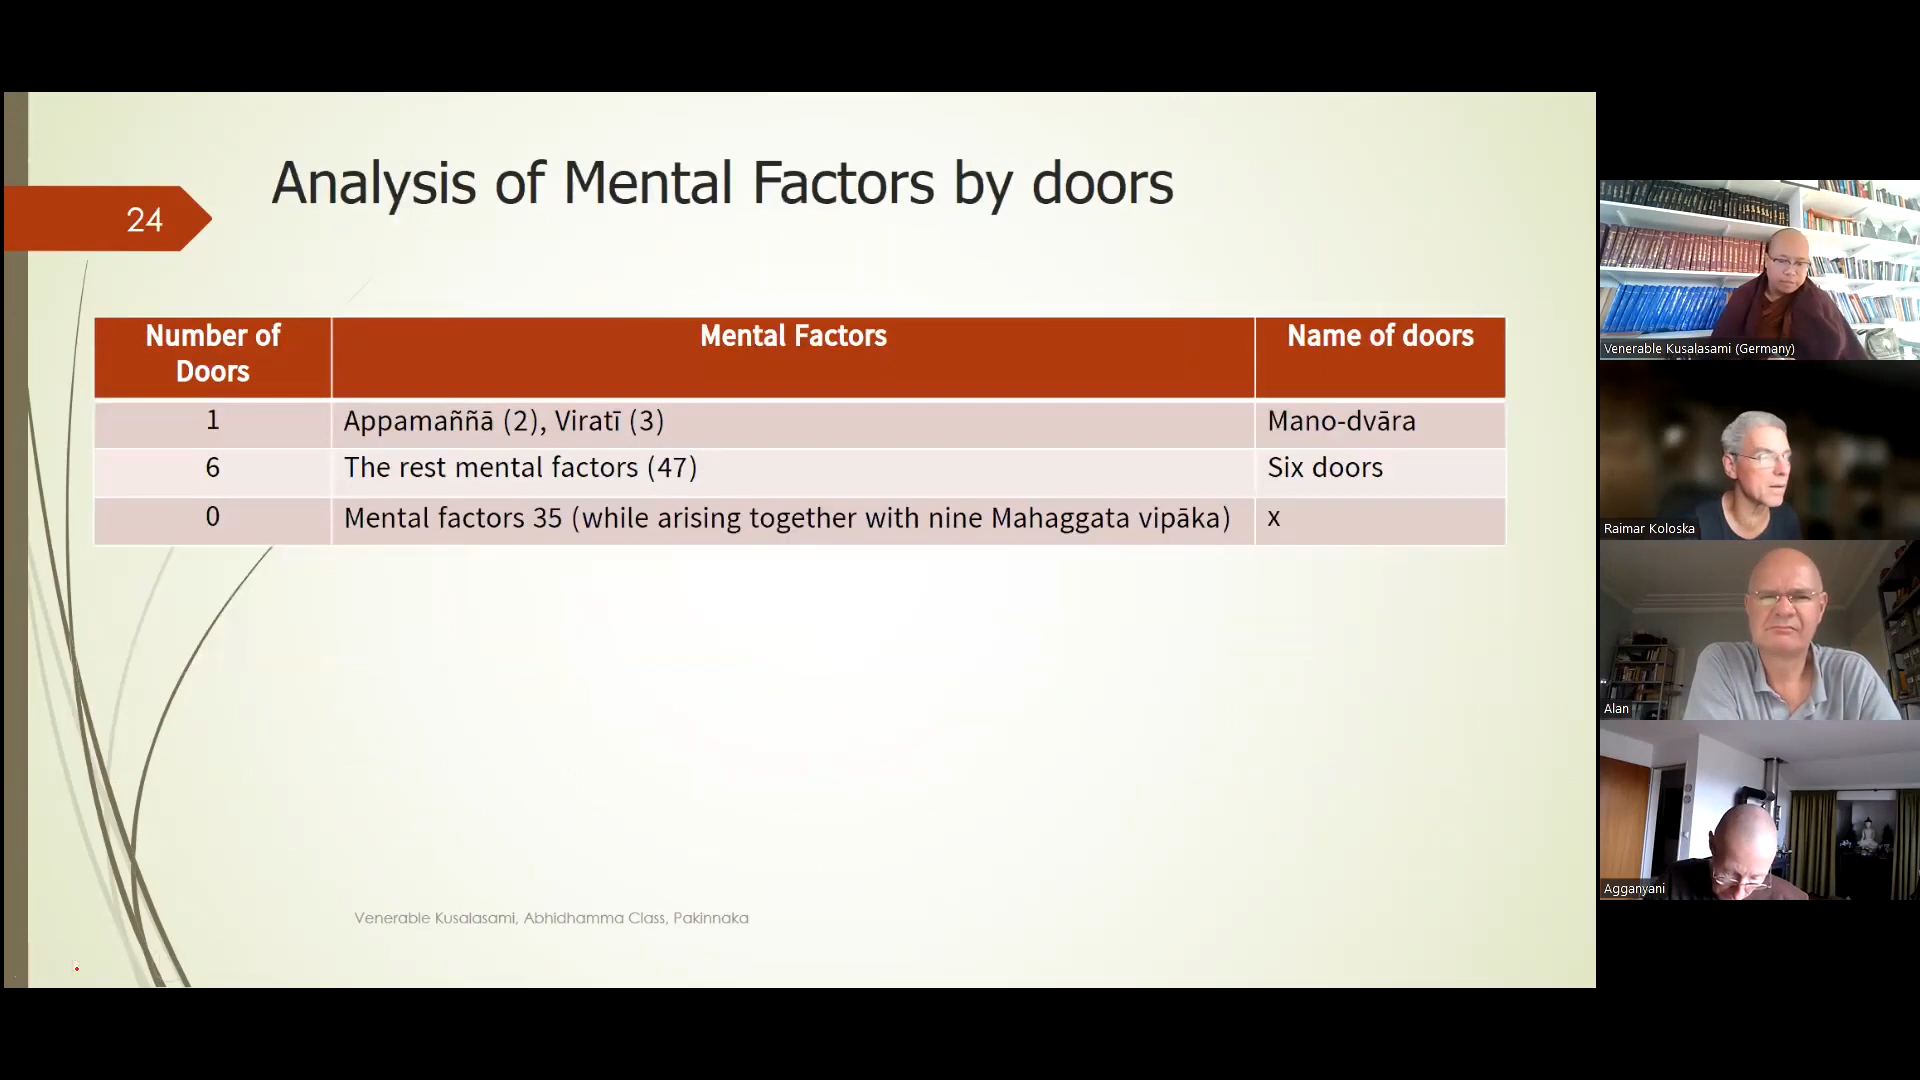 24
Analysis of Mental Factors by doors
Number of Doors
Mental Factors
Name of doors
1
Appamaññā (2), Viratī (3)
Mano-dvāra
6
The rest mental factors (47)
Six doors
0
Mental factors 35 (while arising together with nine Mahaggata vipāka)
x
Venerable Kusalasami, Abhidhamma Class, Pakinnaka
Venerable Kusalasami (Germany)
Raimar Koloska
Alan
Agganyani